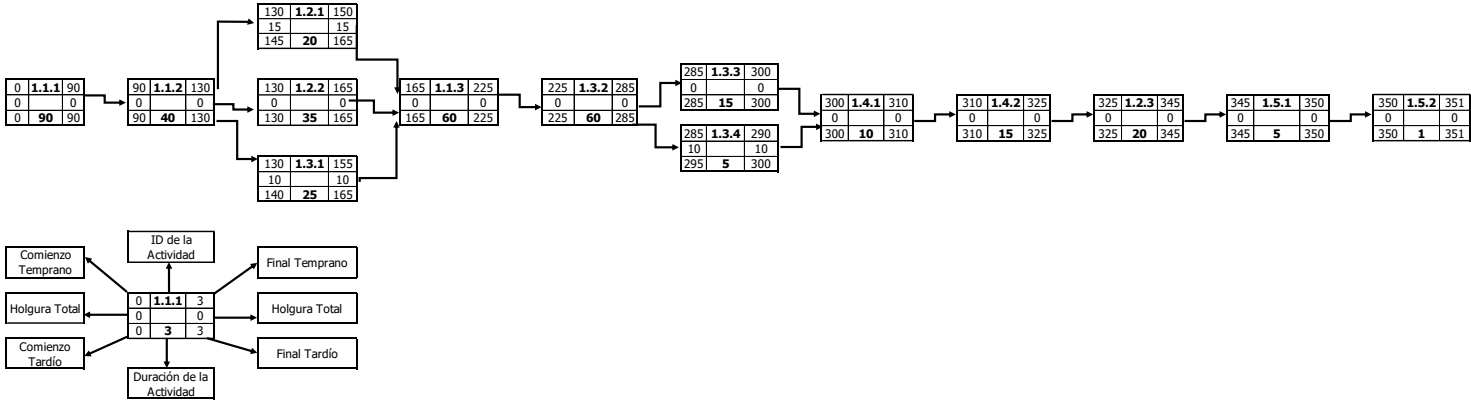 130 1.2.1 150
15 15
145 20 165
0 1.1.1 90
0 0
0 90 90
90 1.1.2 130
0 0
90 40 130
130 1.2.2 165
0 0
130 35 165
130 1.3.1 155
10 10
140 25 165
165 1.1.3 225
0 0
165 60 225
225 1.3.2 285
0 0
225 60 285
285 1.3.3 300
0 0
285 15 300
285 1.3.4 290
10 10
295 5 300
300 1.4.1 310
0 0
300 10 310
310 1.4.2 325
0 0
310 15 325
325 1.2.3 345
0 0
325 20 345
345 1.5.1 350
0 0
345 5 350
350 1.5.2 351
0 0
350 1 351
ID de la
Actividad
Comienzo
Temprano
Final Temprano
Holgura Total
0 1.1.1 3
0 0
0 3 3
Holgura Total
Comienzo
Tardío
Final Tardío
Duración de la
Actividad